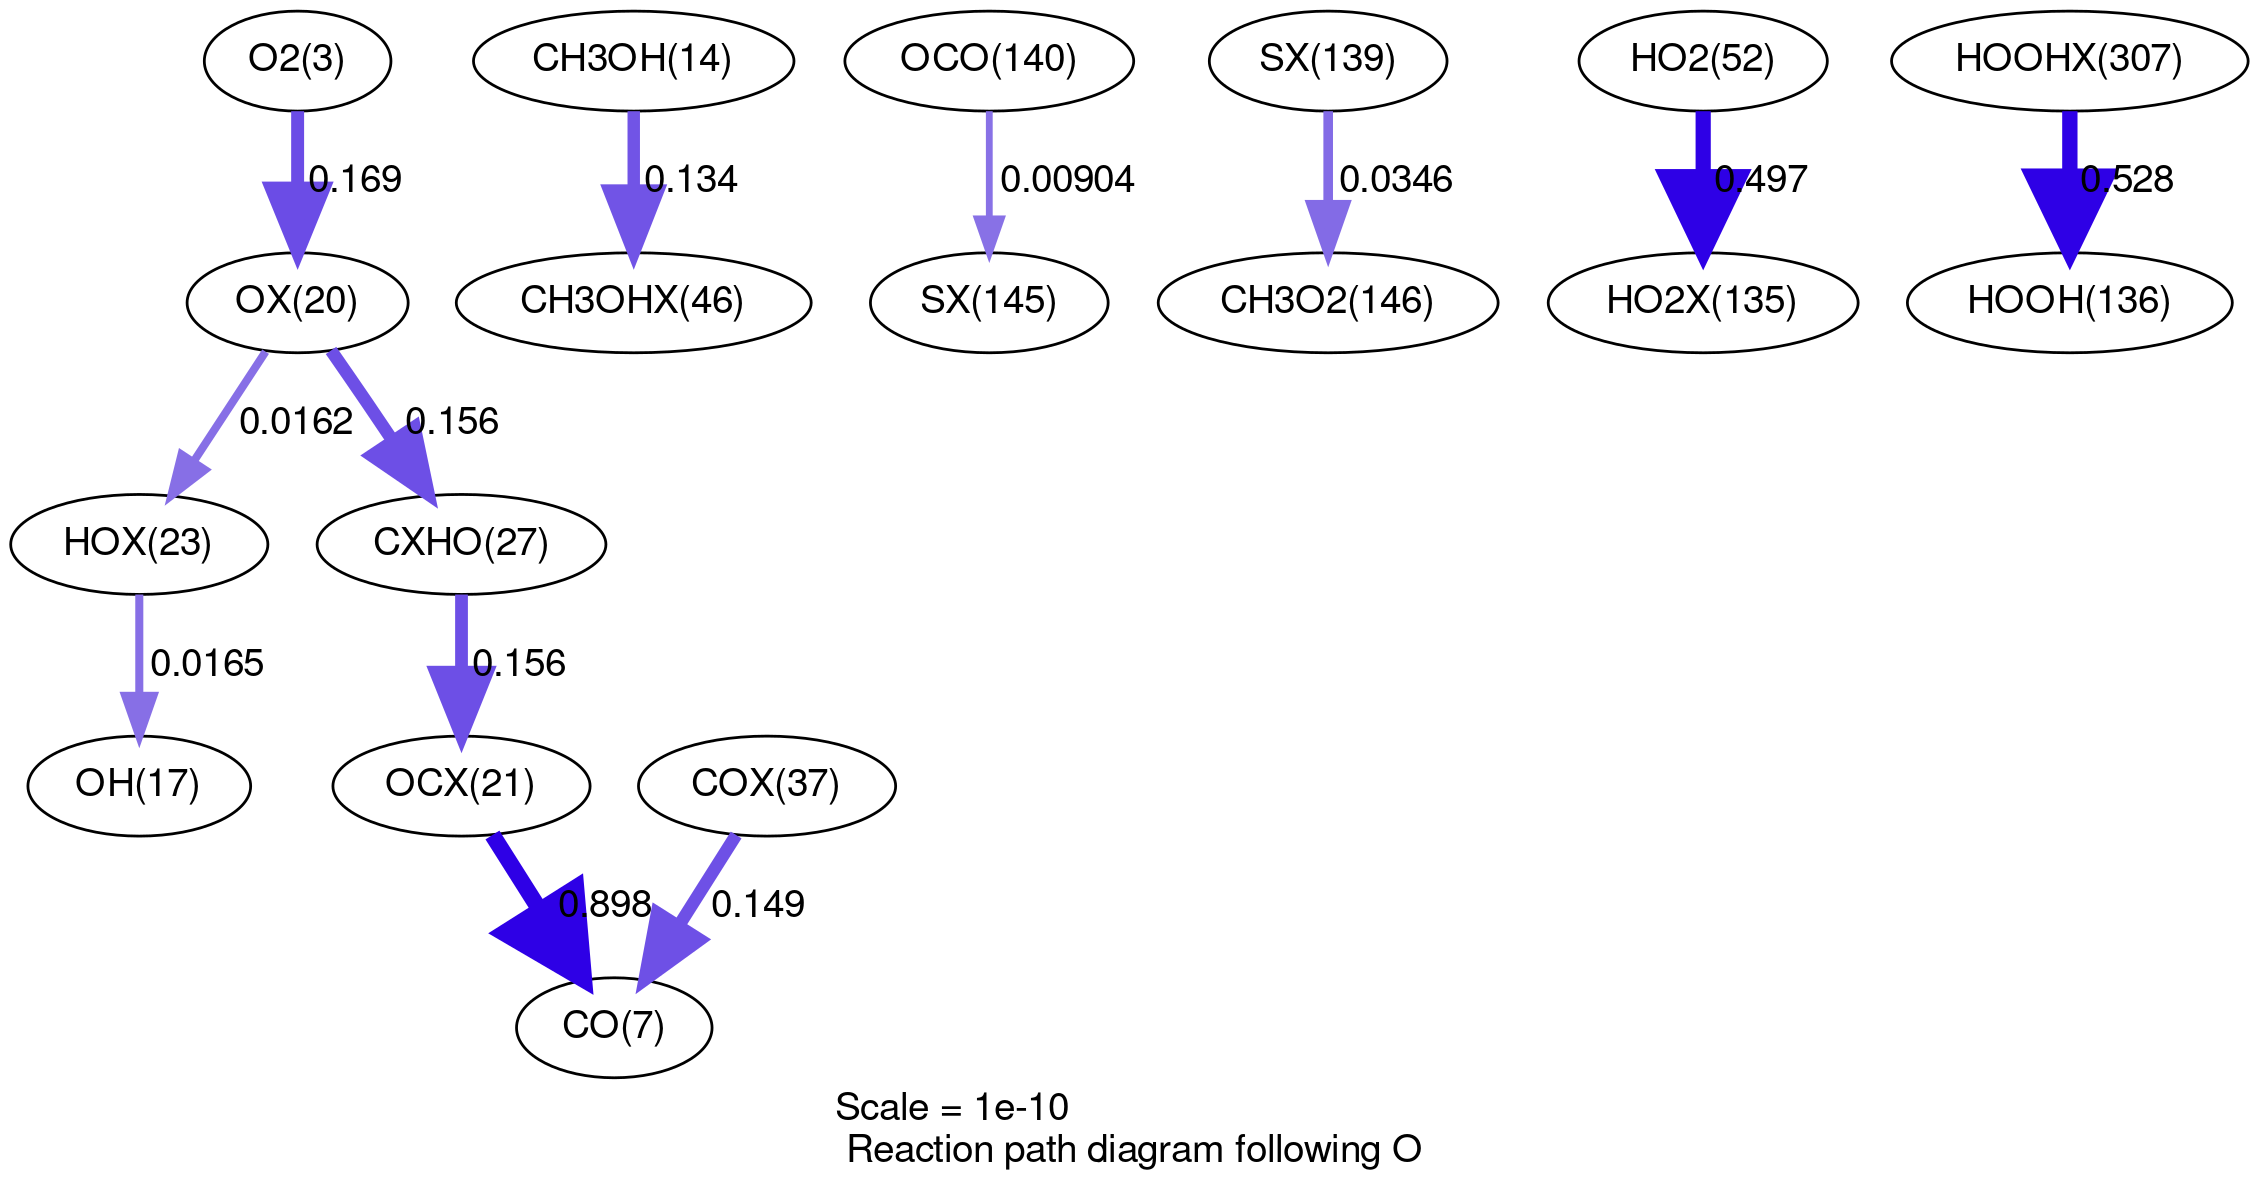 O2(3)
CH3OH(14)
OCO(140)
SX(139)
HO2(52)
HOOHX(307)
0.169
0.134
0.00904
0.0346
0.497
0.528
OX(20)
CH3OHX(46)
SX(145)
CH3O2(146)
HO2X(135)
HOOH(136)
0.0162
0.156
HOX(23)
CXHO(27)
0.0165
0.156
OH(17)
OCX(21)
COX(37)
0.898
0.149
CO(7)
Scale = 1e-10
Reaction path diagram following O